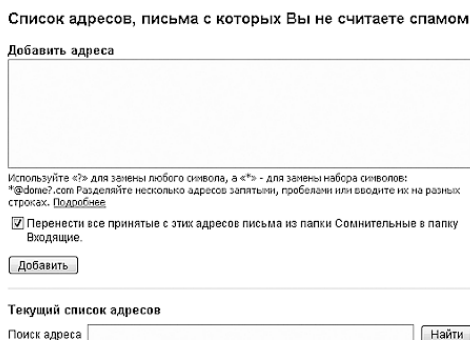 Список адресов, письма с которых Вы не считаете спамом
Добавить адреса
Используйте «?» для замены любого символа, а «*» - для замены набора символов:
*@dome?.com Разделяйте несколько адресов запятыми, пробелами или вводите их на разных
строках. Подробнее
Перенести все принятые с этих адресов письма из папки Сомнительные в папку
Входящие.
Добавить
Текущий список адресов
Поиск адреса Найти